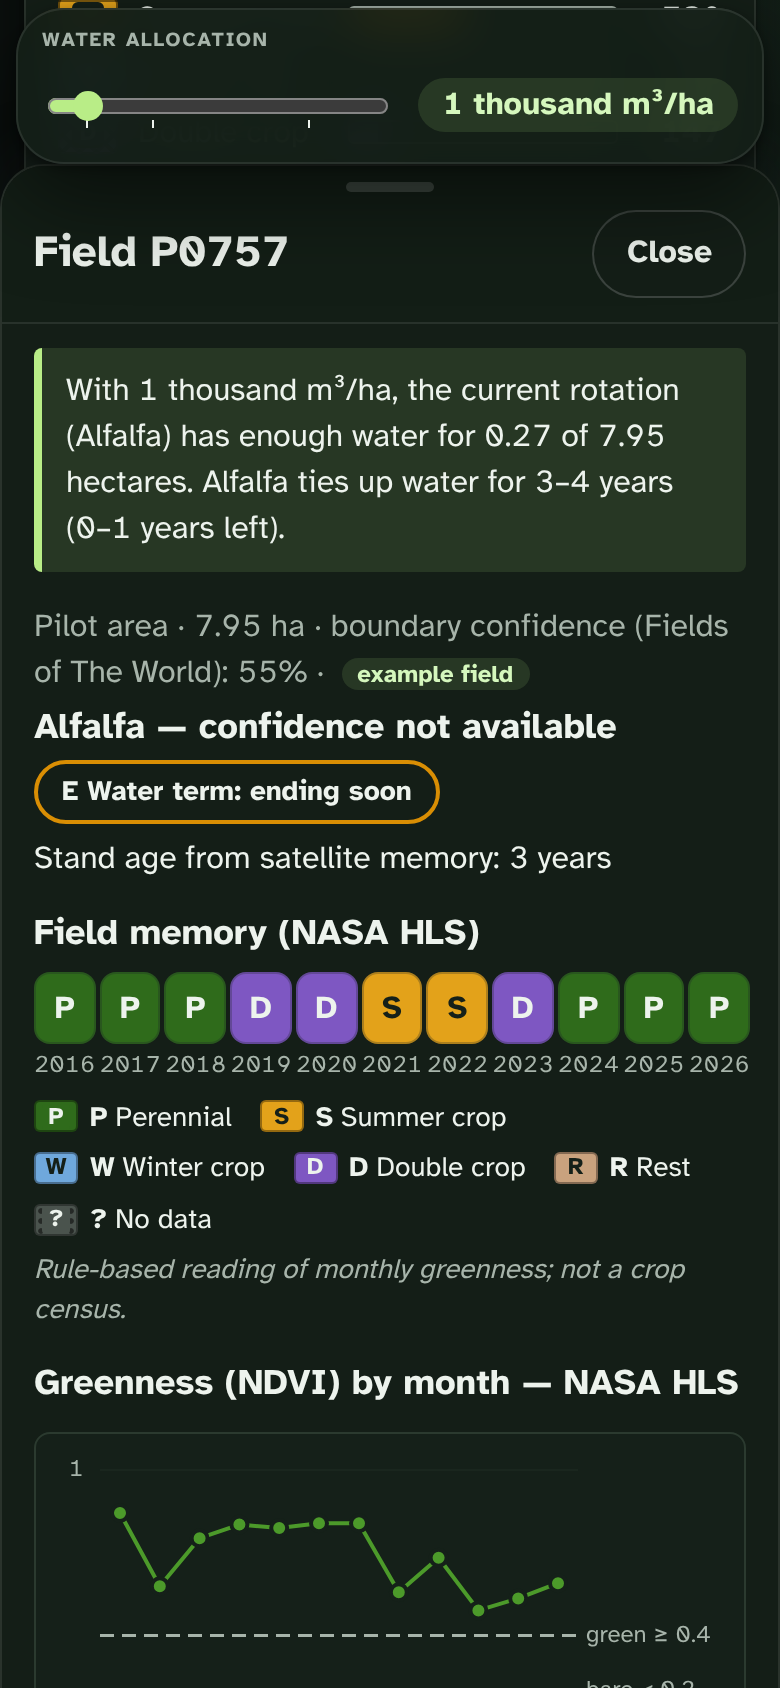 WATER ALLOCATION
1 thousand m³/ha
Field P0757
Close
With 1 thousand m³/ha, the current rotation
(Alfalfa) has enough water for 0.27 of 7.95
hectares. Alfalfa ties up water for 3–4 years
(0–1 years left).
Pilot area · 7.95 ha · boundary confidence (Fields
of The World): 55% · example field
Alfalfa — confidence not available
E Water term: ending soon
Stand age from satellite memory: 3 years
Field memory (NASA HLS)
P P P D D S S D P P P
2016 2017 2018 2019 2020 2021 2022 2023 2024 2025 2026
P P Perennial S S Summer crop
W W Winter crop D D Double crop R R Rest
? ? No data
Rule-based reading of monthly greenness; not a crop
census.
Greenness (NDVI) by month — NASA HLS
1
green ≥ 0.4